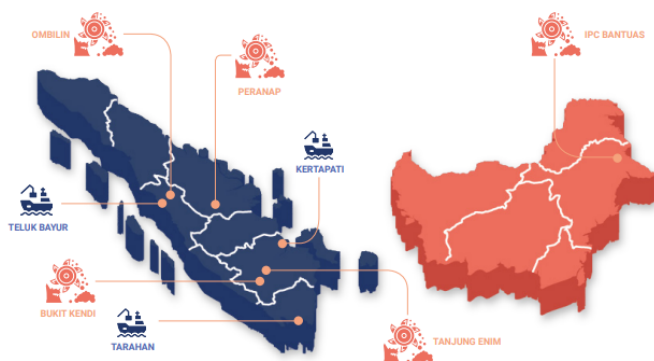 OMBILIN
IPC BANTUAS
PERANAP
KERTAPATI
TELUK BAYUR
BUKIT KENDI
TARAHAN
TANJUNG ENIM